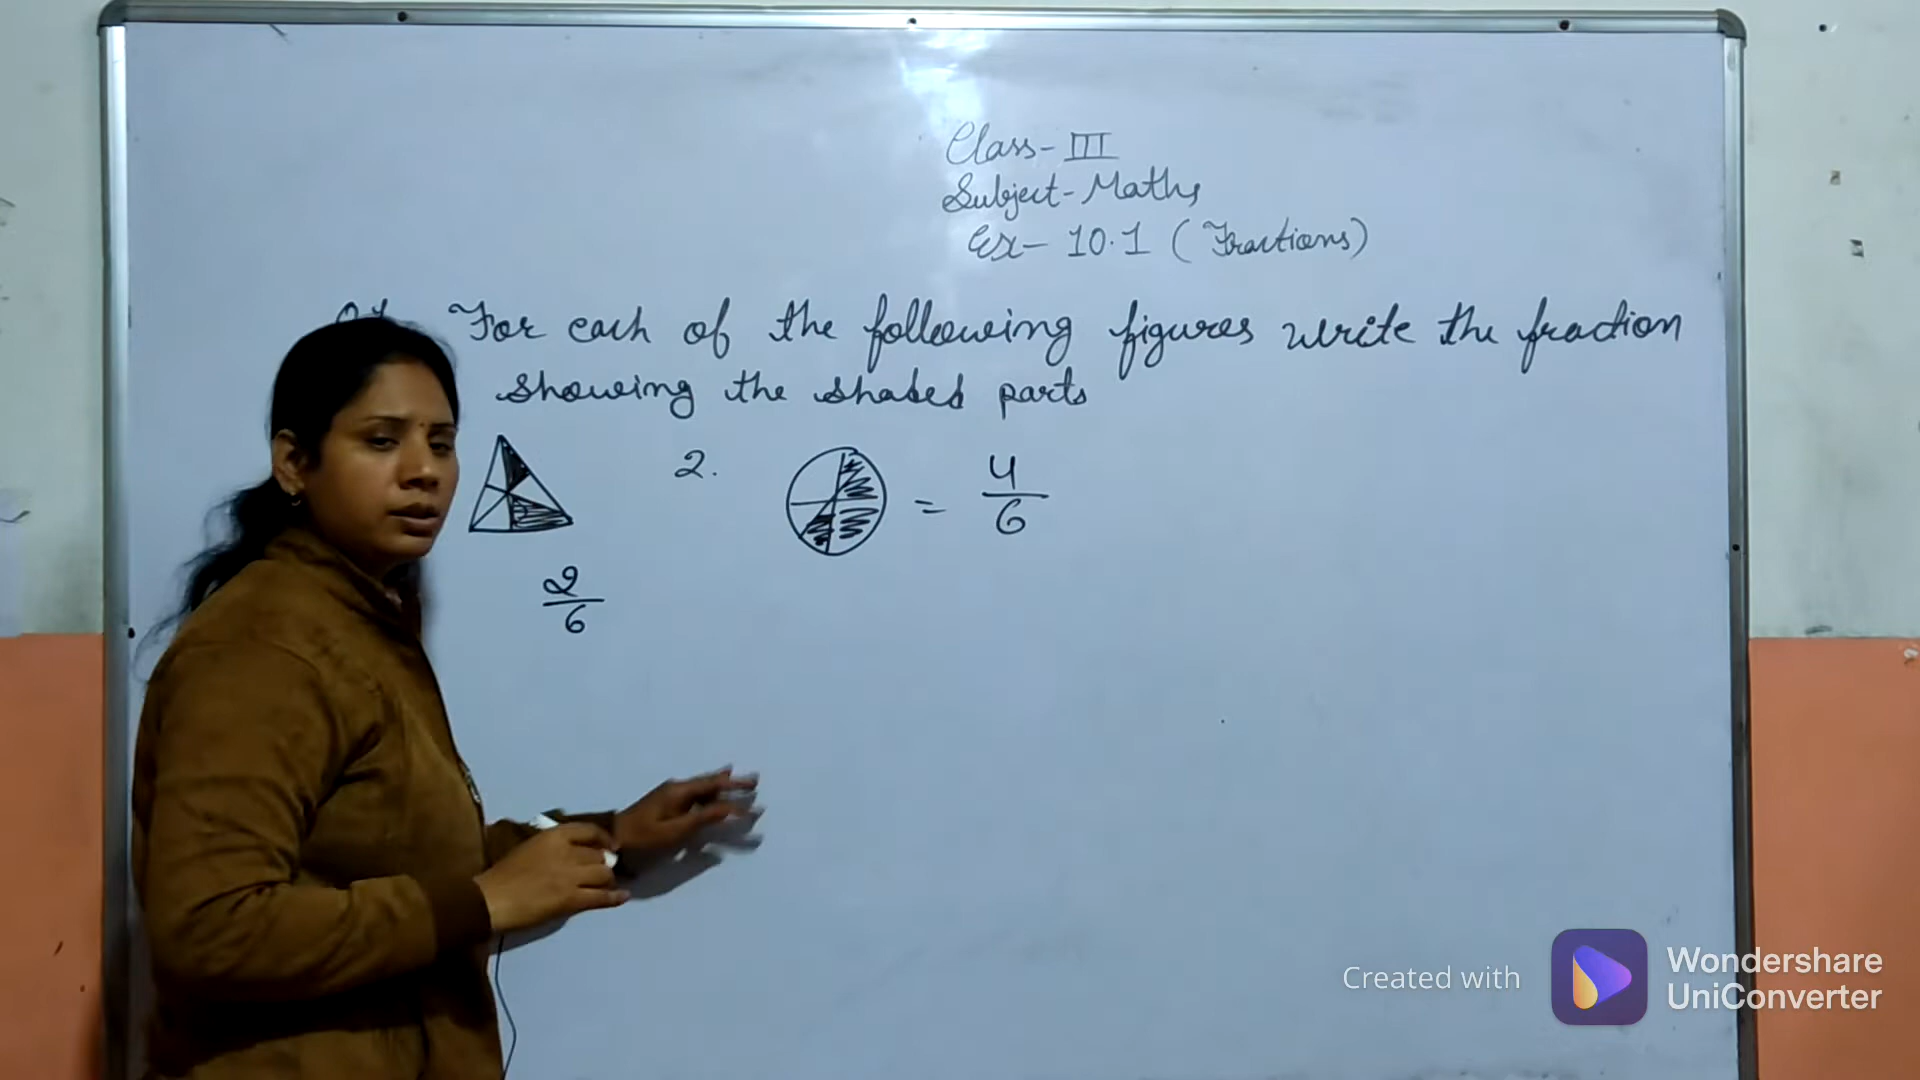 Class - III
Subject - Maths
Ex - 10.1 (Fractions)
For each of the following figures write the fraction
showing the shaded parts
2. = 4/6
2/6
Created with Wondershare UniConverter